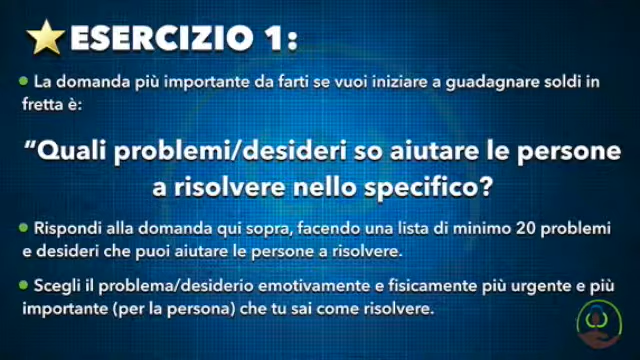 ESERCIZIO 1:
La domanda più importante da farti se vuoi iniziare a guadagnare soldi in
fretta è:
“Quali problemi/desideri so aiutare le persone
a risolvere nello specifico?
Rispondi alla domanda qui sopra, facendo una lista di minimo 20 problemi
e desideri che puoi aiutare le persone a risolvere.
Scegli il problema/desiderio emotivamente e fisicamente più urgente e più
importante (per la persona) che tu sai come risolvere.